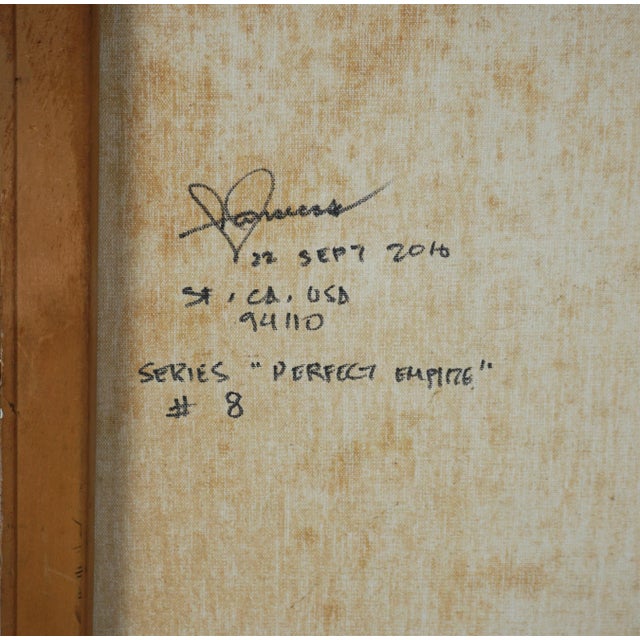 22 SEPT 2010
SF, CA, USA
94110
SERIES "PERFECT EMPIRE"
# 8